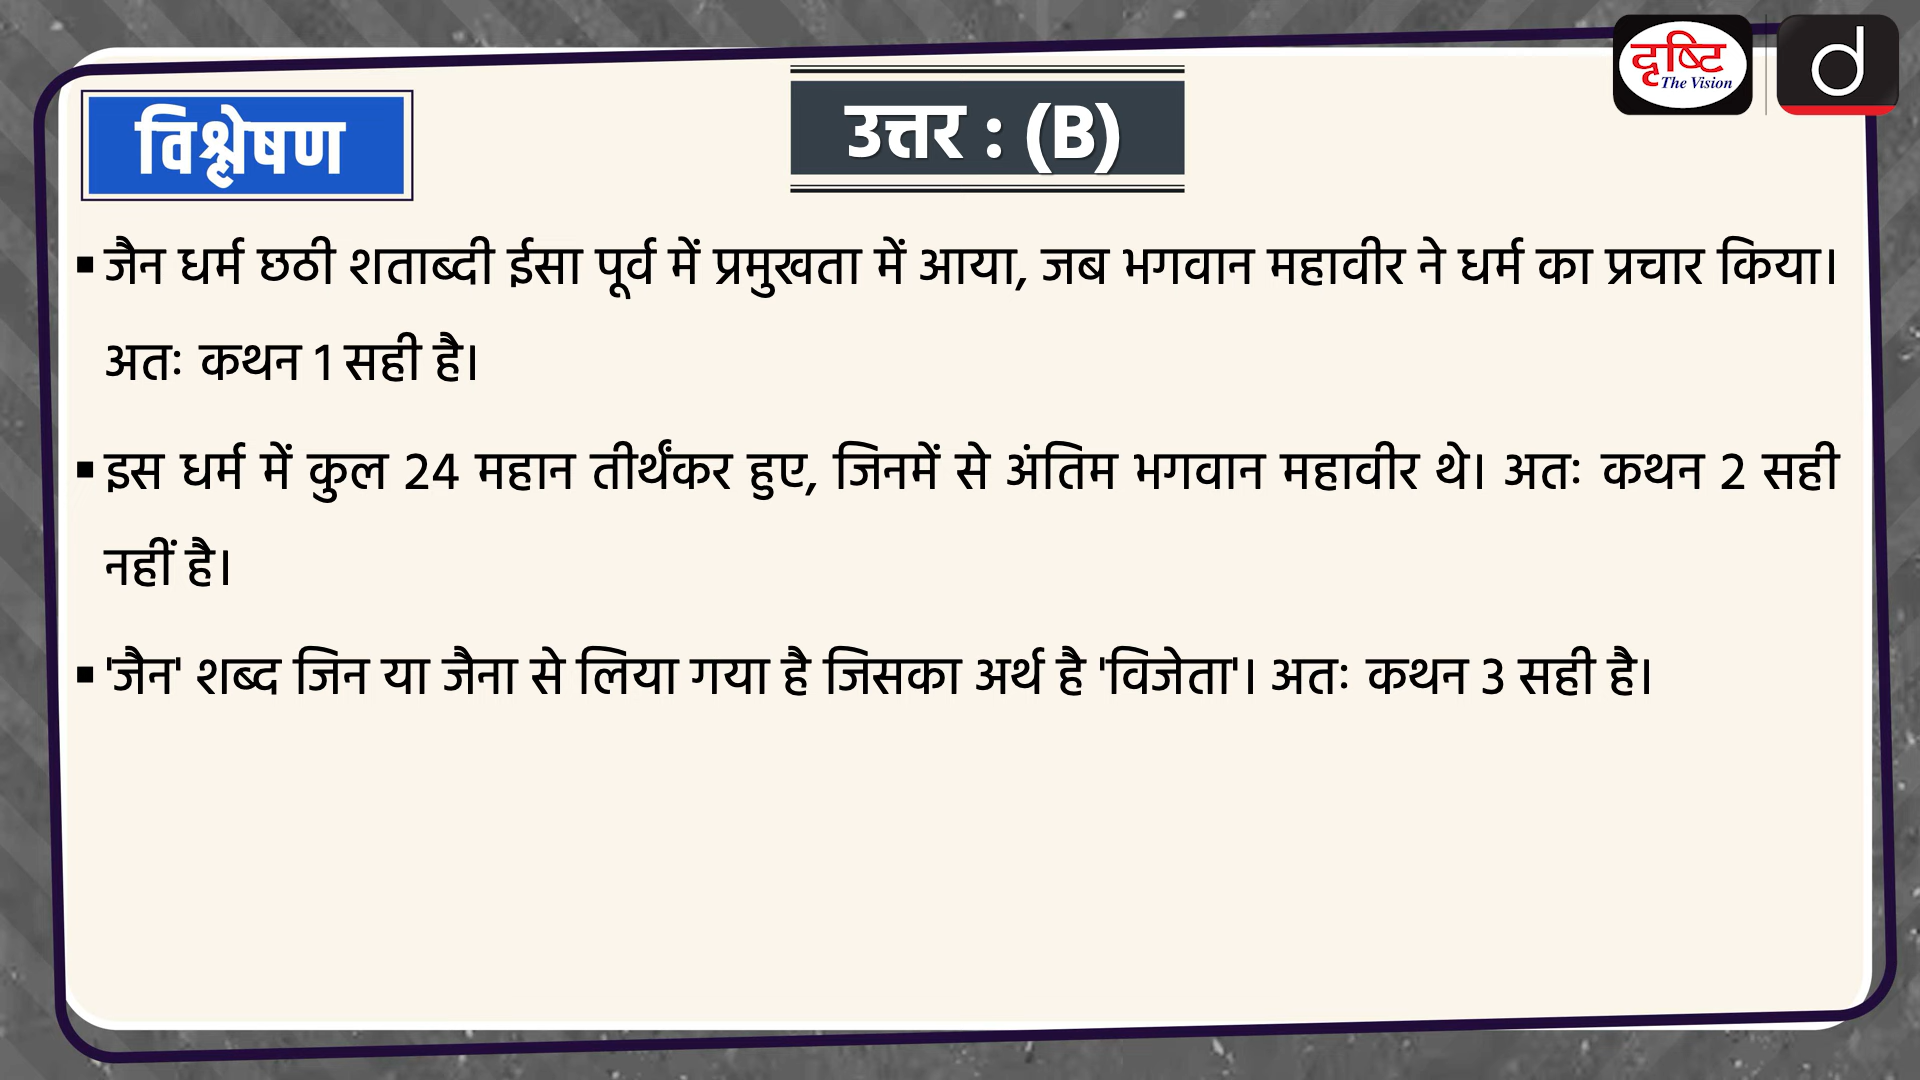 दृष्टि
The Vision
d
विश्लेषण
उत्तर : (B)
▪ जैन धर्म छठी शताब्दी ईसा पूर्व में प्रमुखता में आया, जब भगवान महावीर ने धर्म का प्रचार किया।
अतः कथन 1 सही है।
▪ इस धर्म में कुल 24 महान तीर्थंकर हुए, जिनमें से अंतिम भगवान महावीर थे। अतः कथन 2 सही
नहीं है।
▪ 'जैन' शब्द जिन या जैना से लिया गया है जिसका अर्थ है 'विजेता'। अतः कथन 3 सही है।